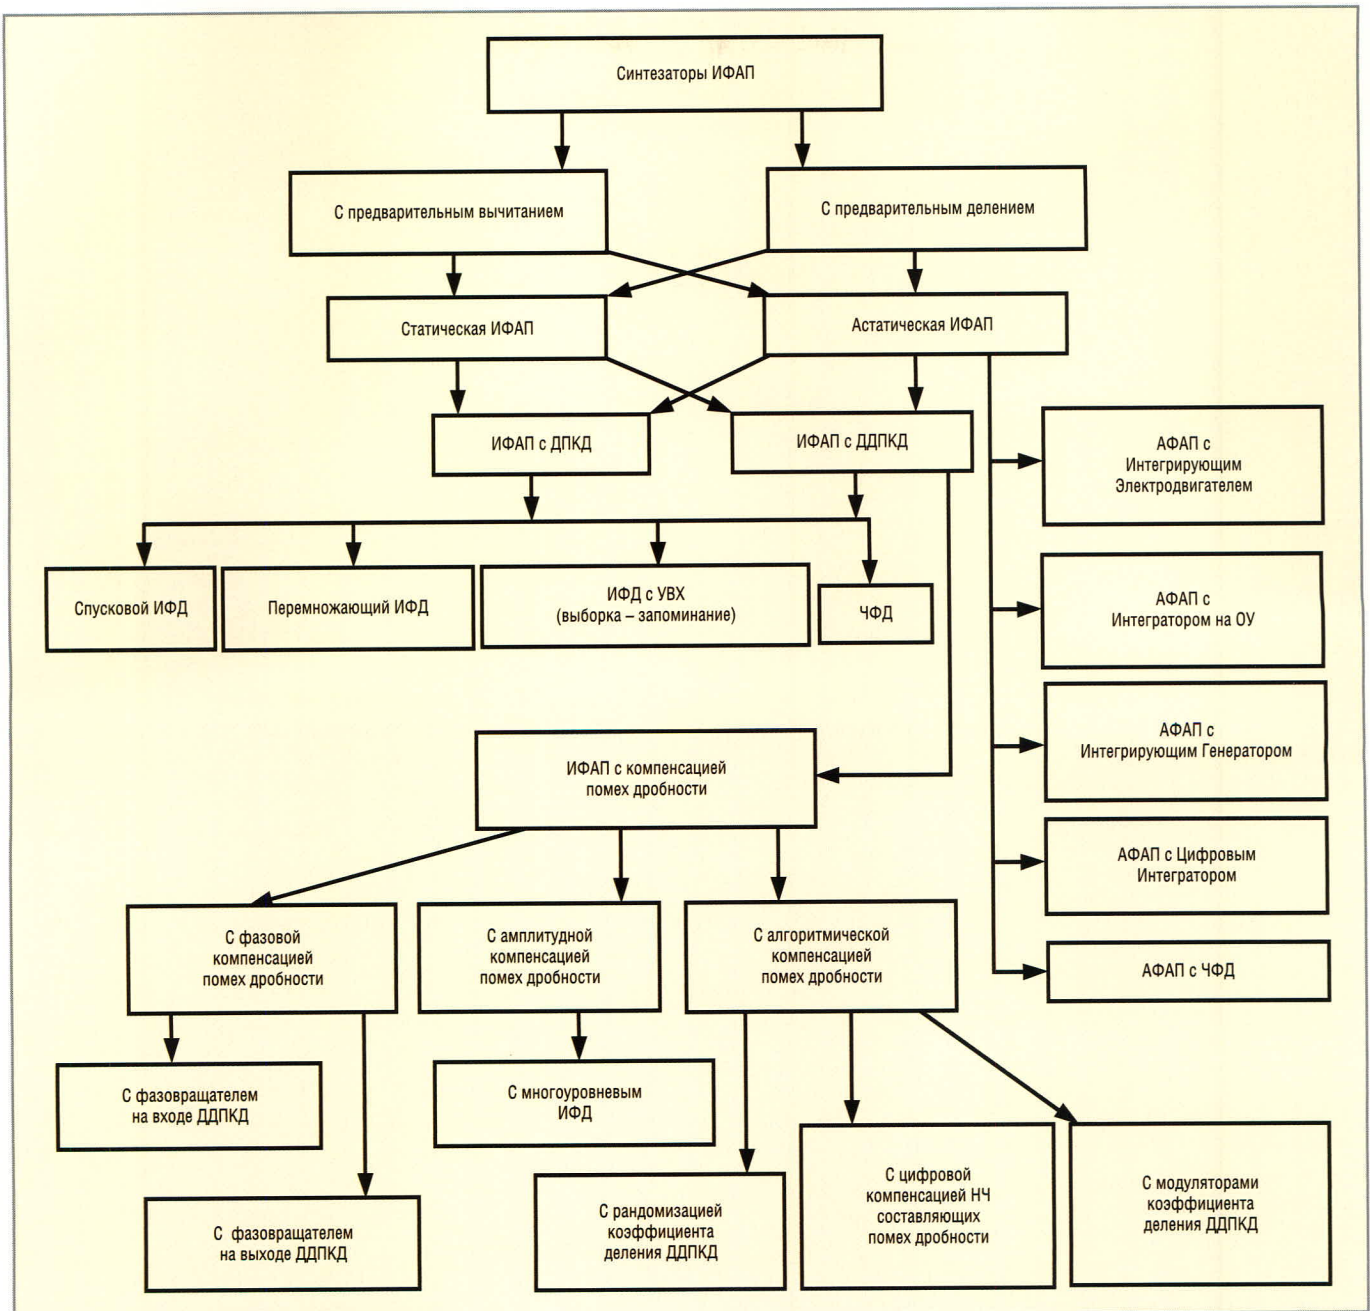 Синтезаторы ИФАП
С предварительным вычитанием
С предварительным делением
Статическая ИФАП
Астатическая ИФАП
ИФАП с ДПКД
ИФАП с ДДПКД
АФАП с
Интегрирующим
Электродвигателем
Спусковой ИФД
Перемножающий ИФД
ИФД с УВХ
(выборка – запоминание)
ЧФД
АФАП с
Интегратором на ОУ
АФАП с
Интегрирующим Генератором
ИФАП с компенсацией
помех дробности
АФАП с Цифровым
Интегратором
С фазовой
компенсацией
помех дробности
С амплитудной
компенсацией
помех дробности
С алгоритмической
компенсацией
помех дробности
АФАП с ЧФД
С фазовращателем
на входе ДДПКД
С многоуровневым
ИФД
С фазовращателем
на выходе ДДПКД
С рандомизацией
коэффициента
деления ДДПКД
С цифровой
компенсацией НЧ
составляющих
помех дробности
С модуляторами
коэффициента
деления ДДПКД